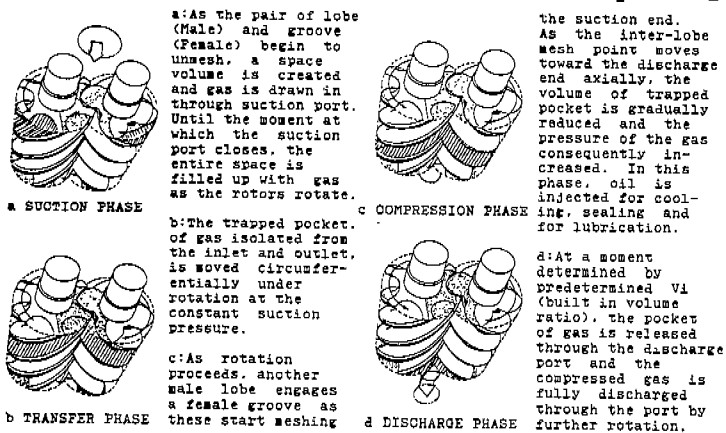 a:As the pair of lobe
(Male) and groove
(Female) begin to
unmesh, a space
volume is created
and gas is drawn in
through suction port.
Until the moment at
which the suction
port closes, the
entire space is
filled up with gas
as the rotors rotate.
a SUCTION PHASE
b:The trapped pocket,
of gas isolated from
the inlet and outlet,
is moved circumfer-
entially under
rotation at the
constant suction
pressure.
c:As rotation
proceeds, another
male lobe engages
a female groove as
these start meshing
b TRANSFER PHASE
the suction end.
As the inter-lobe
mesh point moves
toward the discharge
end axially, the
volume of trapped
pocket is gradually
reduced and the
pressure of the gas
consequently in-
creased. In this
phase, oil is
injected for cool-
ing, sealing and
for lubrication.
c COMPRESSION PHASE
d:At a moment
determined by
predetermined Vi
(built in volume
ratio), the pocket
of gas is released
through the discharge
port and the
compressed gas is
fully discharged
through the port by
further rotation,
d DISCHARGE PHASE